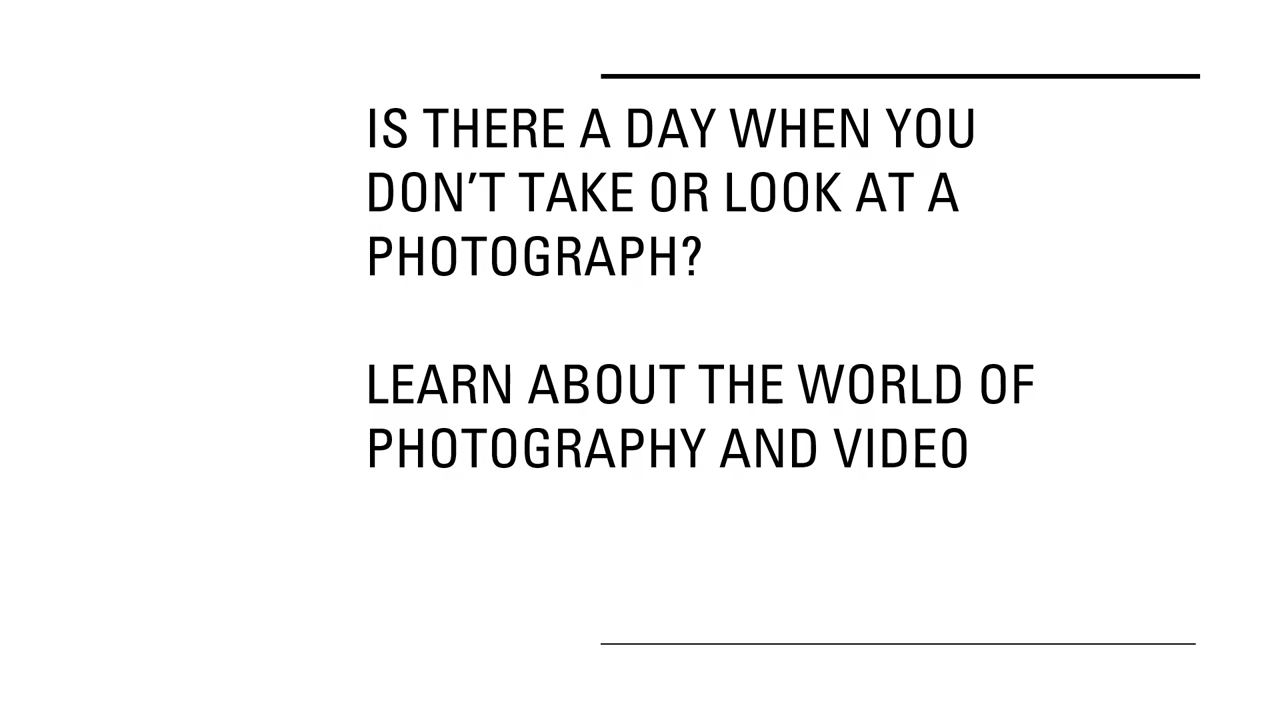 IS THERE A DAY WHEN YOU
DON’T TAKE OR LOOK AT A
PHOTOGRAPH?
LEARN ABOUT THE WORLD OF
PHOTOGRAPHY AND VIDEO